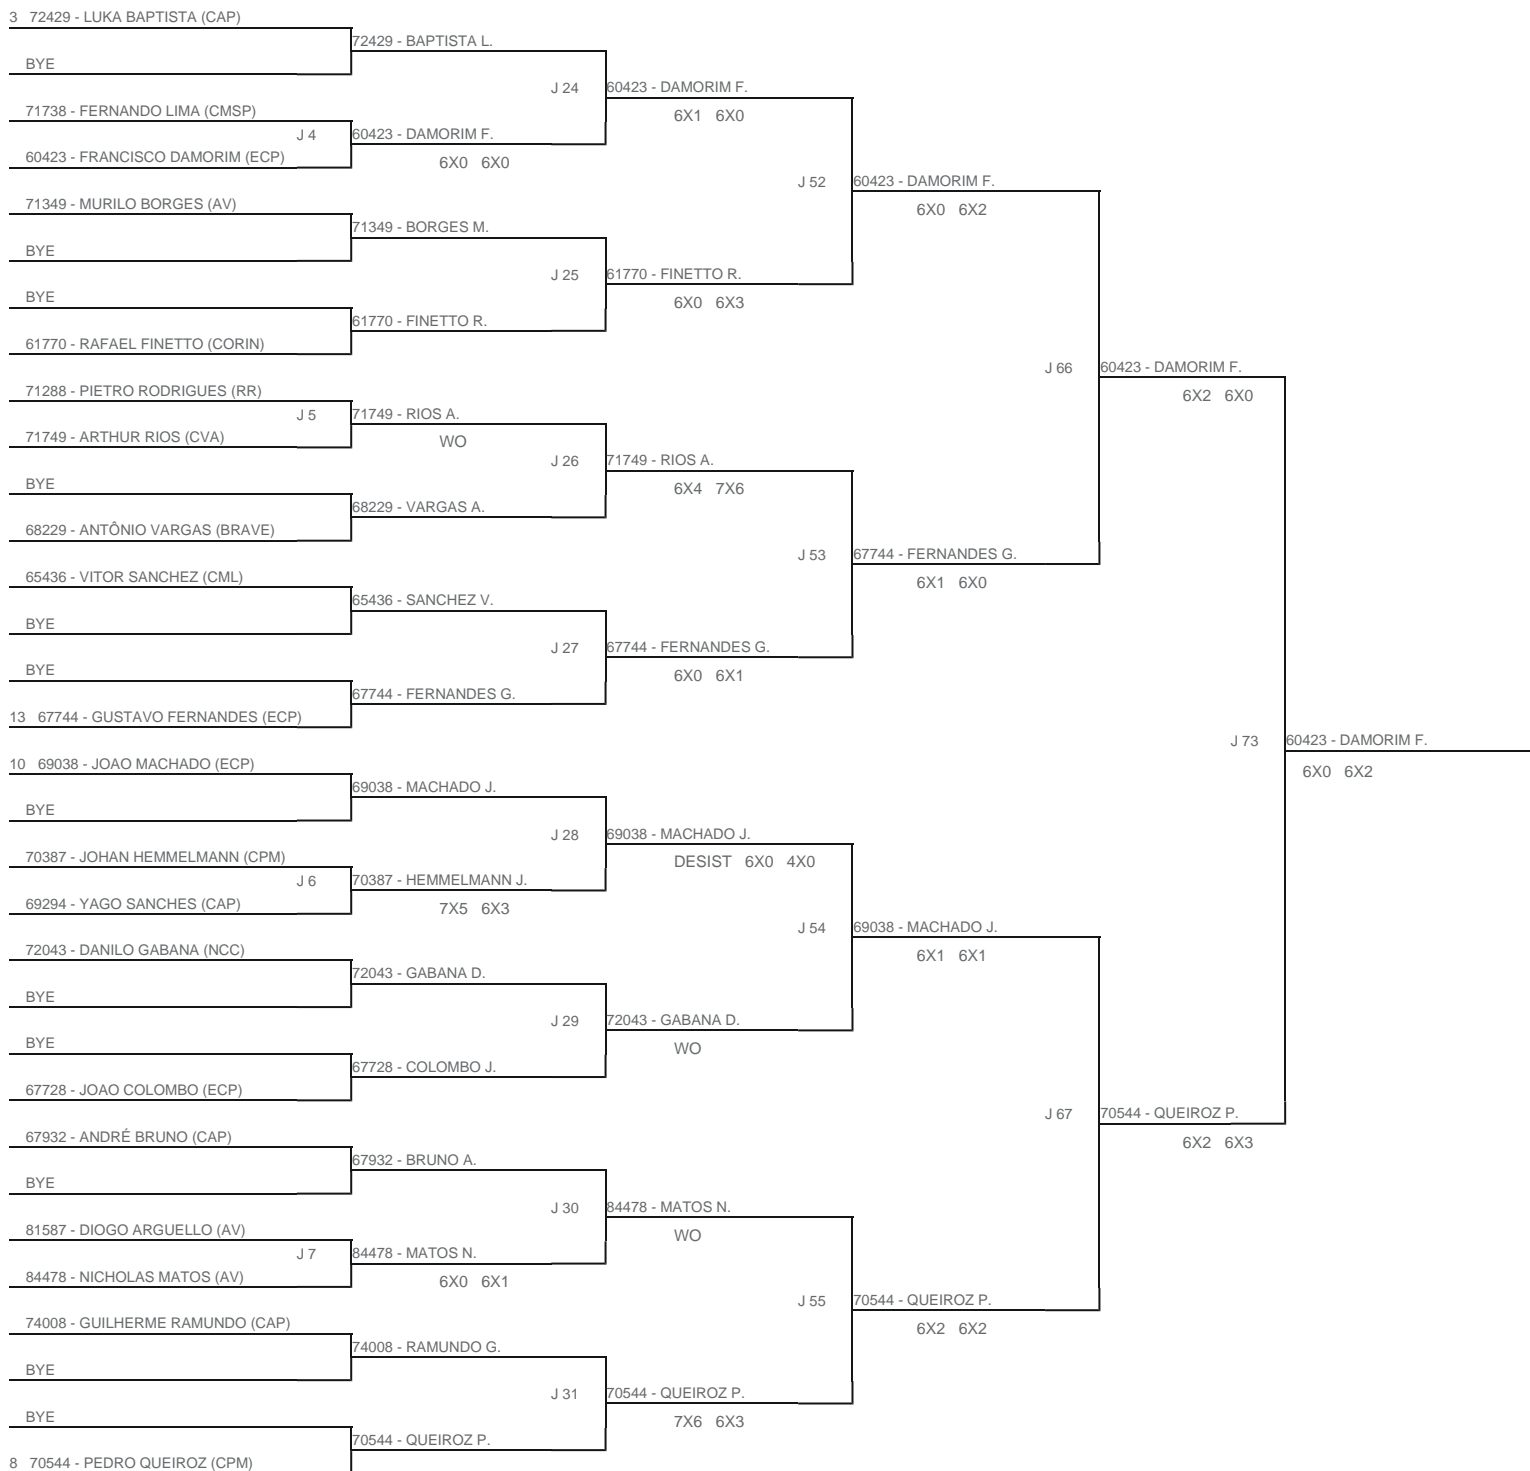 3 72429 - LUKA BAPTISTA (CAP)
72429 - BAPTISTA L.
BYE
J 24
60423 - DAMORIM F.
6X1 6X0
71738 - FERNANDO LIMA (CMSP)
J 4
60423 - DAMORIM F.
6X0 6X0
60423 - FRANCISCO DAMORIM (ECP)
J 52
60423 - DAMORIM F.
6X0 6X2
71349 - MURILO BORGES (AV)
71349 - BORGES M.
BYE
J 25
61770 - FINETTO R.
6X0 6X3
BYE
61770 - FINETTO R.
61770 - RAFAEL FINETTO (CORIN)
J 66
60423 - DAMORIM F.
6X2 6X0
71288 - PIETRO RODRIGUES (RR)
J 5
71749 - RIOS A.
WO
71749 - ARTHUR RIOS (CVA)
J 26
71749 - RIOS A.
6X4 7X6
BYE
68229 - VARGAS A.
68229 - ANTÔNIO VARGAS (BRAVE)
J 53
67744 - FERNANDES G.
6X1 6X0
65436 - VITOR SANCHEZ (CML)
65436 - SANCHEZ V.
BYE
J 27
67744 - FERNANDES G.
6X0 6X1
BYE
67744 - FERNANDES G.
13 67744 - GUSTAVO FERNANDES (ECP)
J 73
60423 - DAMORIM F.
6X0 6X2
10 69038 - JOAO MACHADO (ECP)
69038 - MACHADO J.
BYE
J 28
69038 - MACHADO J.
DESIST 6X0 4X0
70387 - JOHAN HEMMELMANN (CPM)
J 6
70387 - HEMMELMANN J.
7X5 6X3
69294 - YAGO SANCHES (CAP)
J 54
69038 - MACHADO J.
6X1 6X1
72043 - DANILO GABANA (NCC)
72043 - GABANA D.
BYE
J 29
72043 - GABANA D.
WO
BYE
67728 - COLOMBO J.
67728 - JOAO COLOMBO (ECP)
J 67
70544 - QUEIROZ P.
6X2 6X3
67932 - ANDRÉ BRUNO (CAP)
67932 - BRUNO A.
BYE
J 30
84478 - MATOS N.
WO
81587 - DIOGO ARGUELLO (AV)
J 7
84478 - MATOS N.
6X0 6X1
84478 - NICHOLAS MATOS (AV)
J 55
70544 - QUEIROZ P.
6X2 6X2
74008 - GUILHERME RAMUNDO (CAP)
74008 - RAMUNDO G.
BYE
J 31
70544 - QUEIROZ P.
7X6 6X3
BYE
70544 - QUEIROZ P.
8 70544 - PEDRO QUEIROZ (CPM)